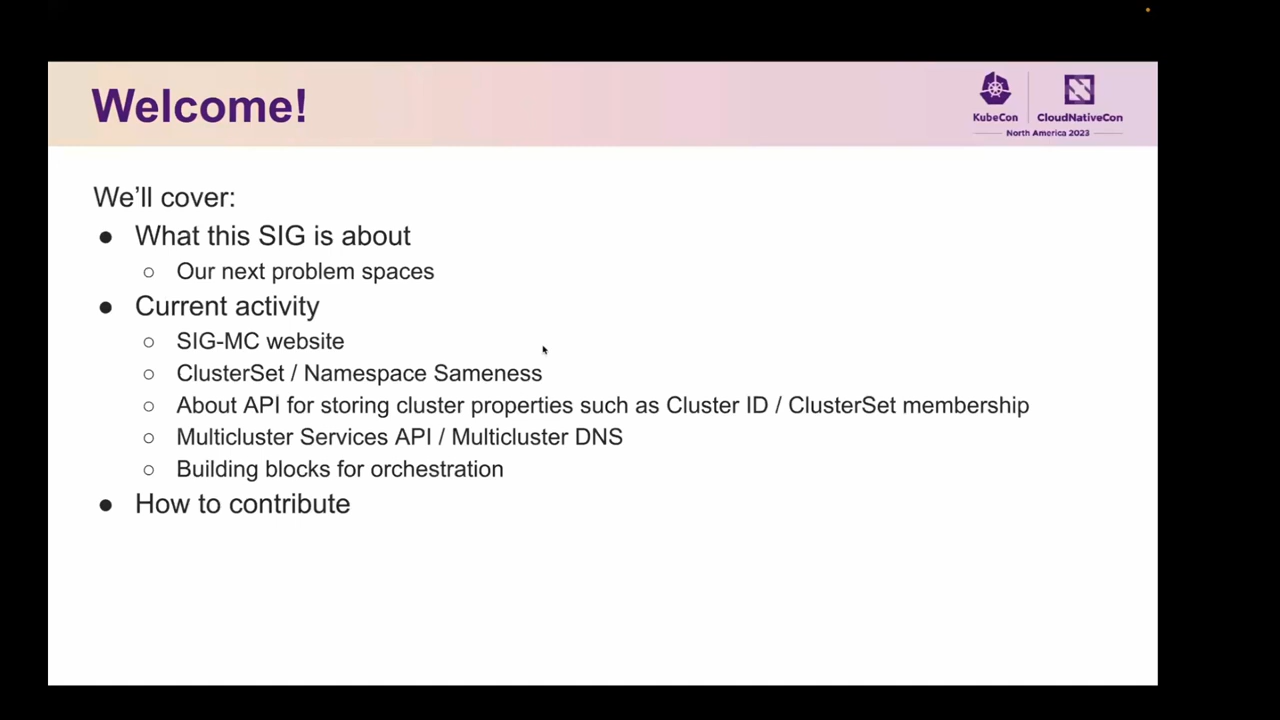 Welcome!
KubeCon
CloudNativeCon
North America 2023
We'll cover:
● What this SIG is about
○ Our next problem spaces
● Current activity
○ SIG-MC website
○ ClusterSet / Namespace Sameness
○ About API for storing cluster properties such as Cluster ID / ClusterSet membership
○ Multicluster Services API / Multicluster DNS
○ Building blocks for orchestration
● How to contribute